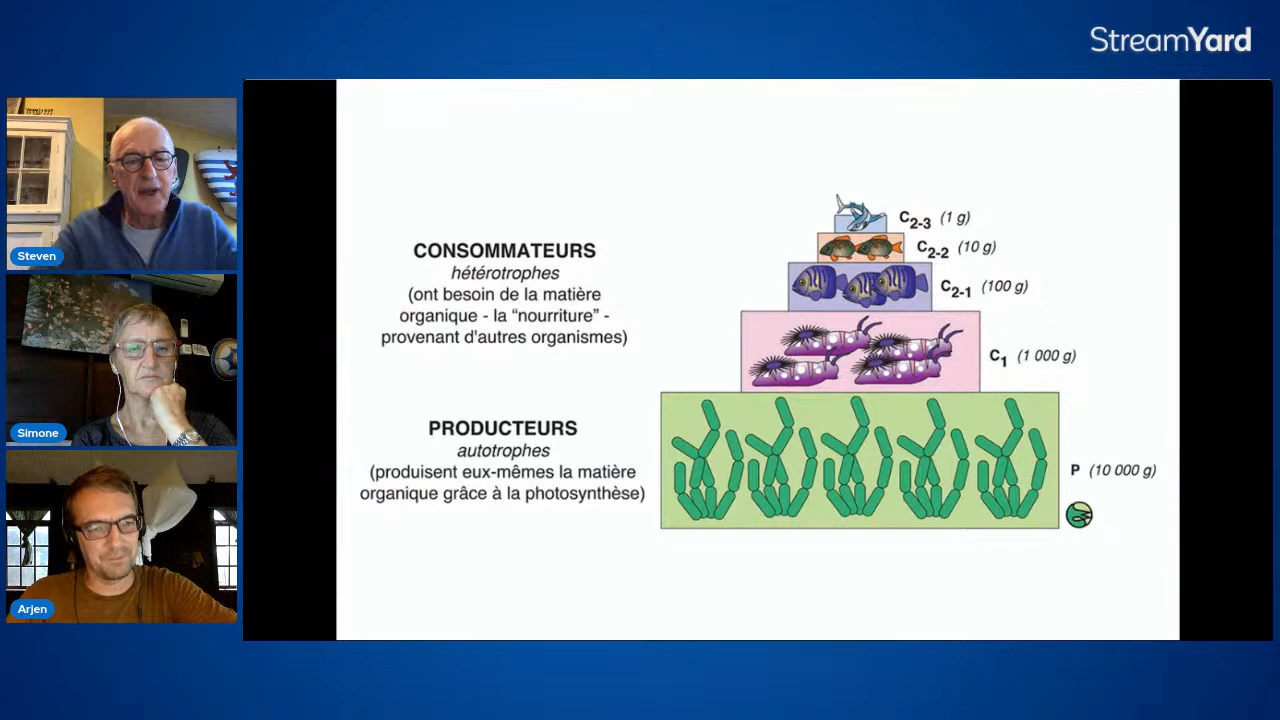 StreamYard
Steven
Simone
Arjen
CONSOMMATEURS
hétérotrophes
(ont besoin de la matière
organique - la “nourriture” -
provenant d'autres organismes)
PRODUCTEURS
autotrophes
(produisent eux-mêmes la matière
organique grâce à la photosynthèse)
C2-3 (1 g)
C2-2 (10 g)
C2-1 (100 g)
C1 (1 000 g)
P (10 000 g)